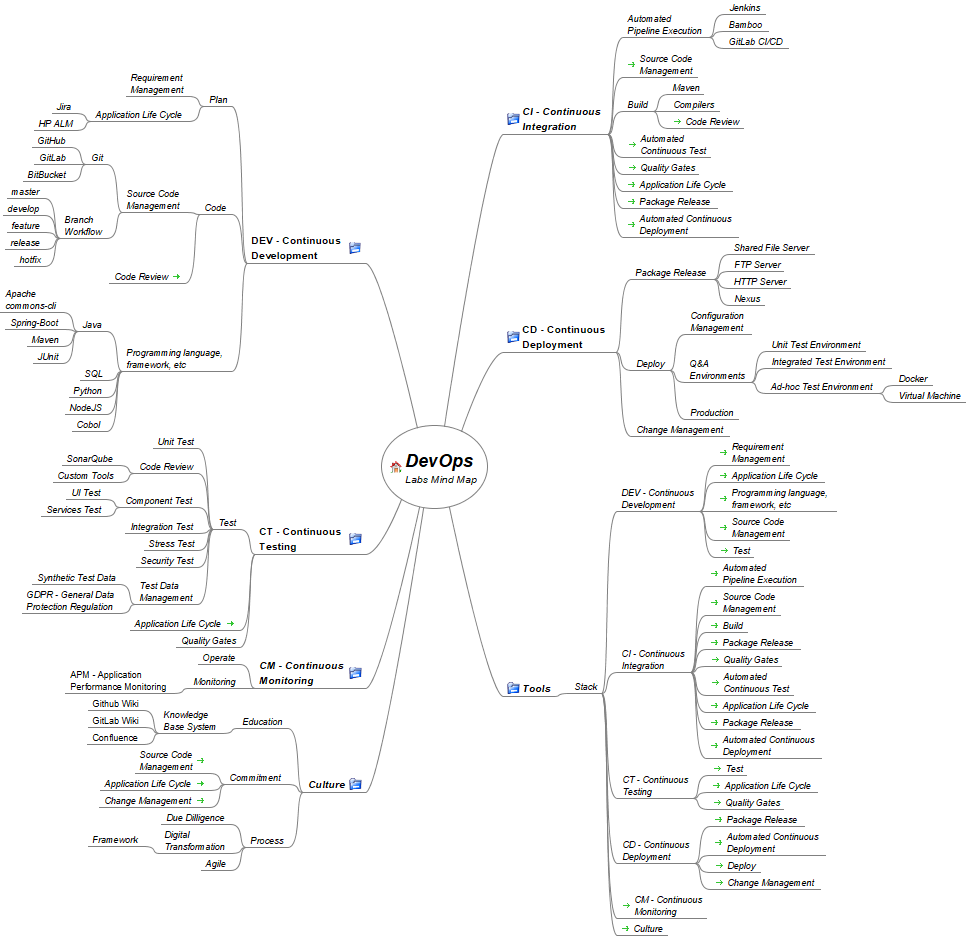 DevOps
Labs Mind Map
DEV - Continuous
Development
Plan
Requirement
Management
Application Life Cycle
Jira
HP ALM
Code
Source Code
Management
Git
GitHub
GitLab
BitBucket
Branch
Workflow
master
develop
feature
release
hotfix
Code Review
Programming language,
framework, etc
Java
Apache
commons-cli
Spring-Boot
Maven
JUnit
SQL
Python
NodeJS
Cobol
CT - Continuous
Testing
Test
Unit Test
Code Review
SonarQube
Custom Tools
Component Test
UI Test
Services Test
Integration Test
Stress Test
Security Test
Test Data
Management
Synthetic Test Data
GDPR - General Data
Protection Regulation
Application Life Cycle
Quality Gates
CM - Continuous
Monitoring
Operate
Monitoring
APM - Application
Performance Monitoring
Culture
Education
Knowledge
Base System
Github Wiki
GitLab Wiki
Confluence
Commitment
Source Code
Management
Application Life Cycle
Change Management
Process
Due Dilligence
Digital
Transformation
Framework
Agile
CI - Continuous
Integration
Automated
Pipeline Execution
Jenkins
Bamboo
GitLab CI/CD
Source Code
Management
Build
Maven
Compilers
Code Review
Automated
Continuous Test
Quality Gates
Application Life Cycle
Package Release
Automated Continuous
Deployment
CD - Continuous
Deployment
Package Release
Shared File Server
FTP Server
HTTP Server
Nexus
Deploy
Configuration
Management
Q&A
Environments
Unit Test Environment
Integrated Test Environment
Ad-hoc Test Environment
Docker
Virtual Machine
Production
Change Management
Tools
Stack
DEV - Continuous
Development
Requirement
Management
Application Life Cycle
Programming language,
framework, etc
Source Code
Management
Test
CI - Continuous
Integration
Automated
Pipeline Execution
Source Code
Management
Build
Package Release
Quality Gates
Automated
Continuous Test
Application Life Cycle
Package Release
Automated Continuous
Deployment
CT - Continuous
Testing
Test
Application Life Cycle
Quality Gates
CD - Continuous
Deployment
Package Release
Automated Continuous
Deployment
Deploy
Change Management
CM - Continuous
Monitoring
Culture